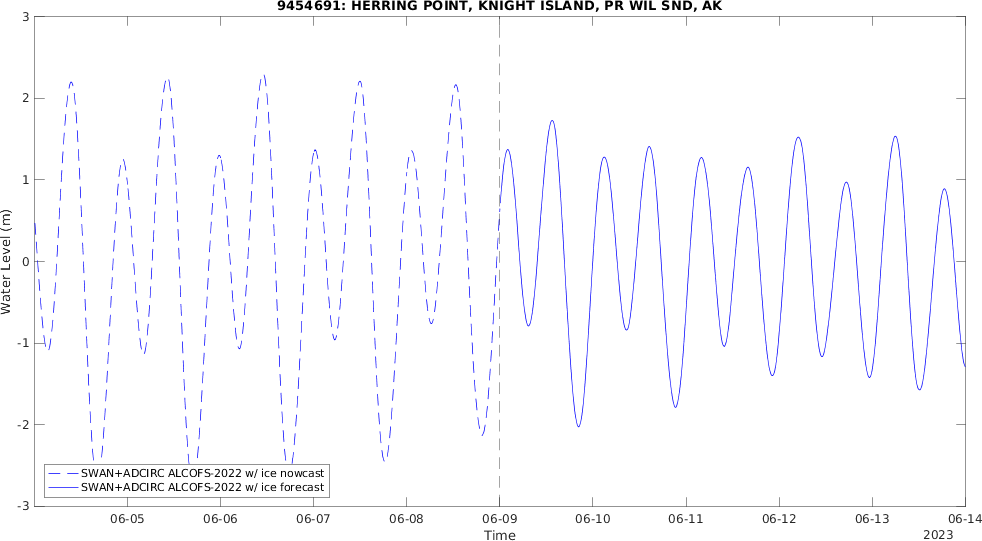 9454691: HERRING POINT, KNIGHT ISLAND, PR WIL SND, AK
3
2
1
0
-1
-2
-3
Water Level (m)
SWAN+ADCIRC ALCOFS-2022 w/ ice nowcast
SWAN+ADCIRC ALCOFS-2022 w/ ice forecast
06-05 06-06 06-07 06-08 06-09 06-10 06-11 06-12 06-13 06-14
Time
2023